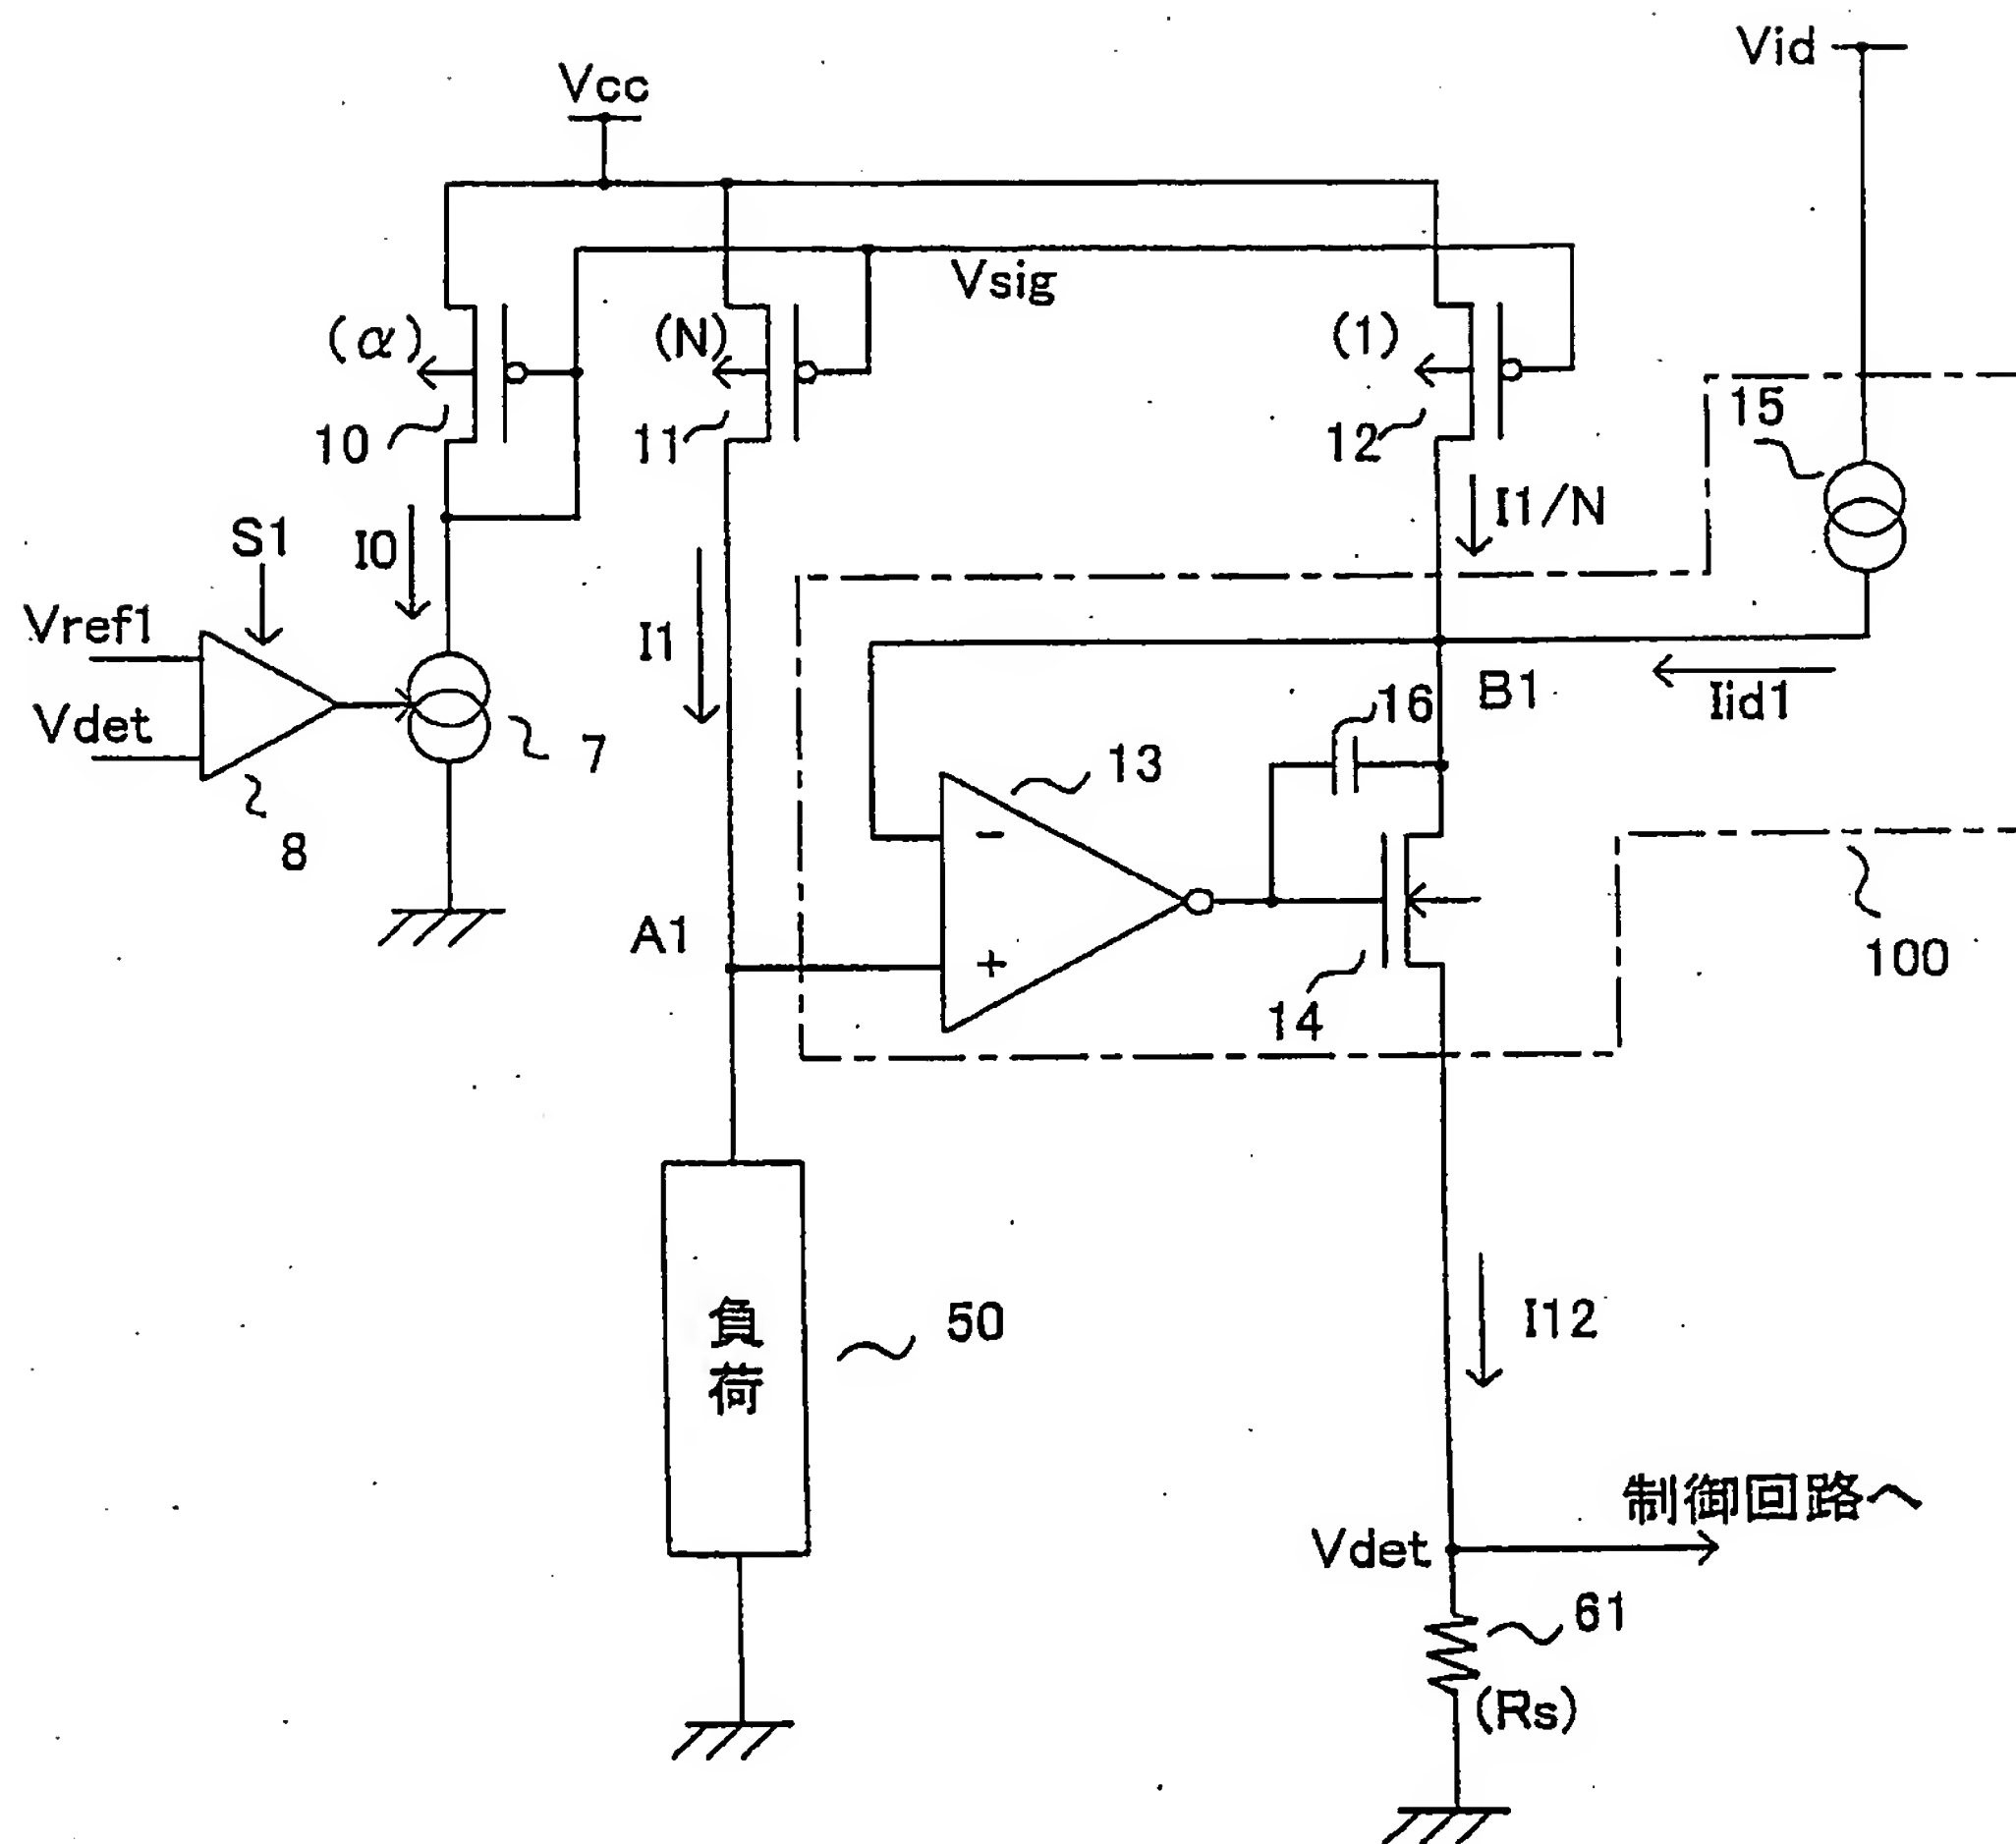 Vid
Vcc
Vsig
(α)
(N)
(1)
15
10
11
12
I1/N
S1
I0
Vref1
I1
B1
Iid1
Vdet
7
16
13
8
−
A1
+
100
14
50
負
荷
I12
制御回路へ
Vdet
61
(Rs)